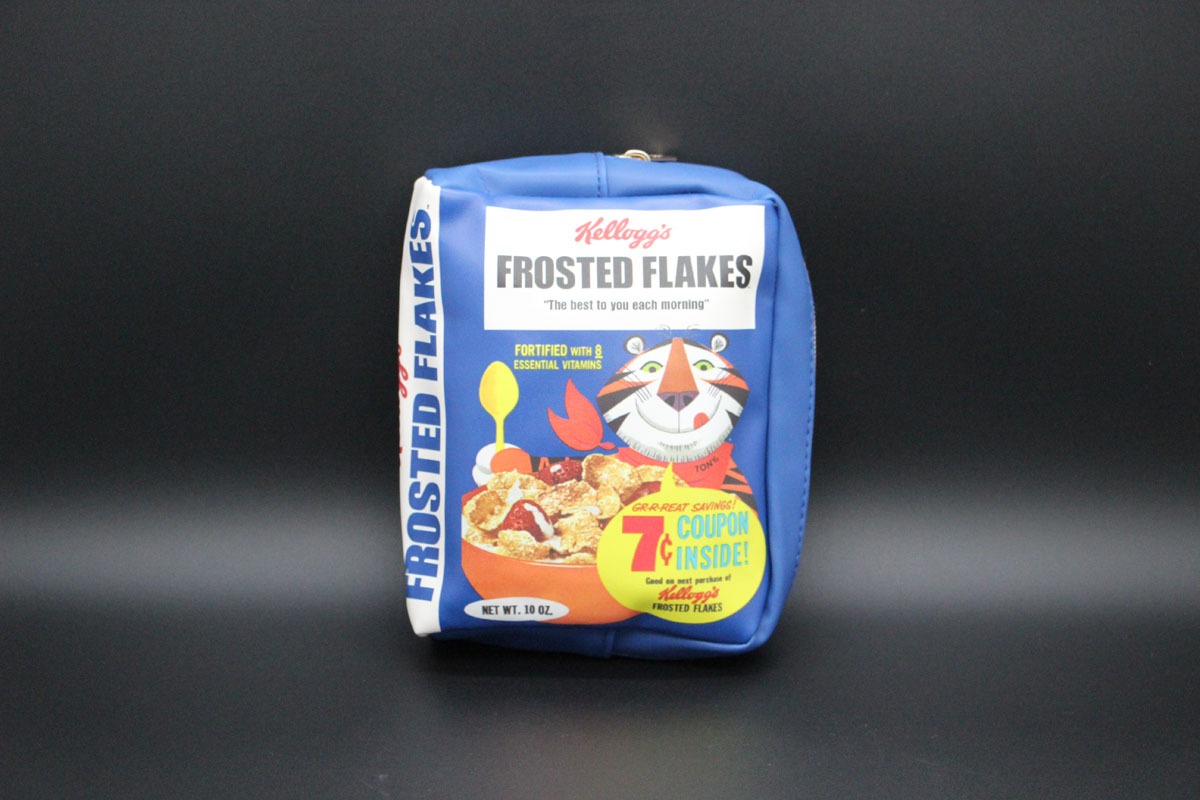 Kellogg's
FROSTED FLAKES
"The best to you each morning"
FORTIFIED WITH 8
ESSENTIAL VITAMINS
TONY
GR-R-REAT SAVINGS!
7¢ COUPON
INSIDE!
Good on next purchase of
Kellogg's
FROSTED FLAKES
NET WT. 10 OZ.
FROSTED FLAKES